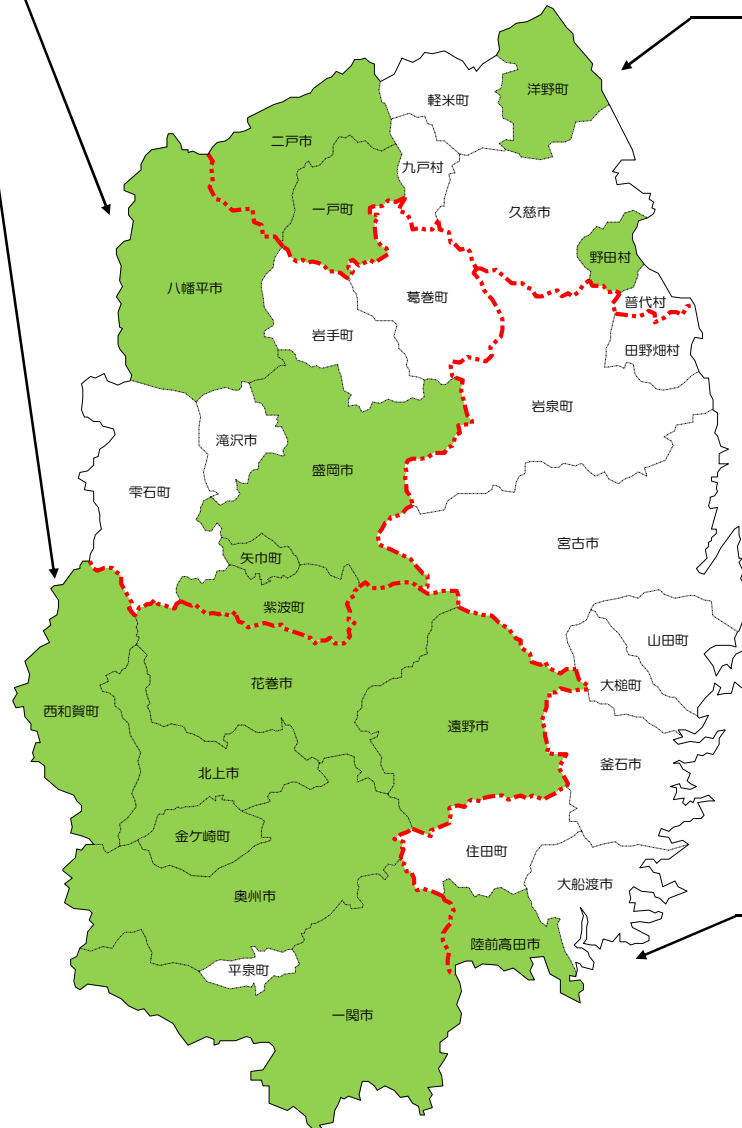 洋野町
軽米町
二戸市
九戸村
一戸町
久慈市
野田村
八幡平市
葛巻町
普代村
岩手町
田野畑村
岩泉町
滝沢市
盛岡市
雫石町
宮古市
矢巾町
紫波町
山田町
花巻市
大槌町
西和賀町
遠野市
釜石市
北上市
金ケ崎町
住田町
大船渡市
奥州市
陸前高田市
平泉町
一関市